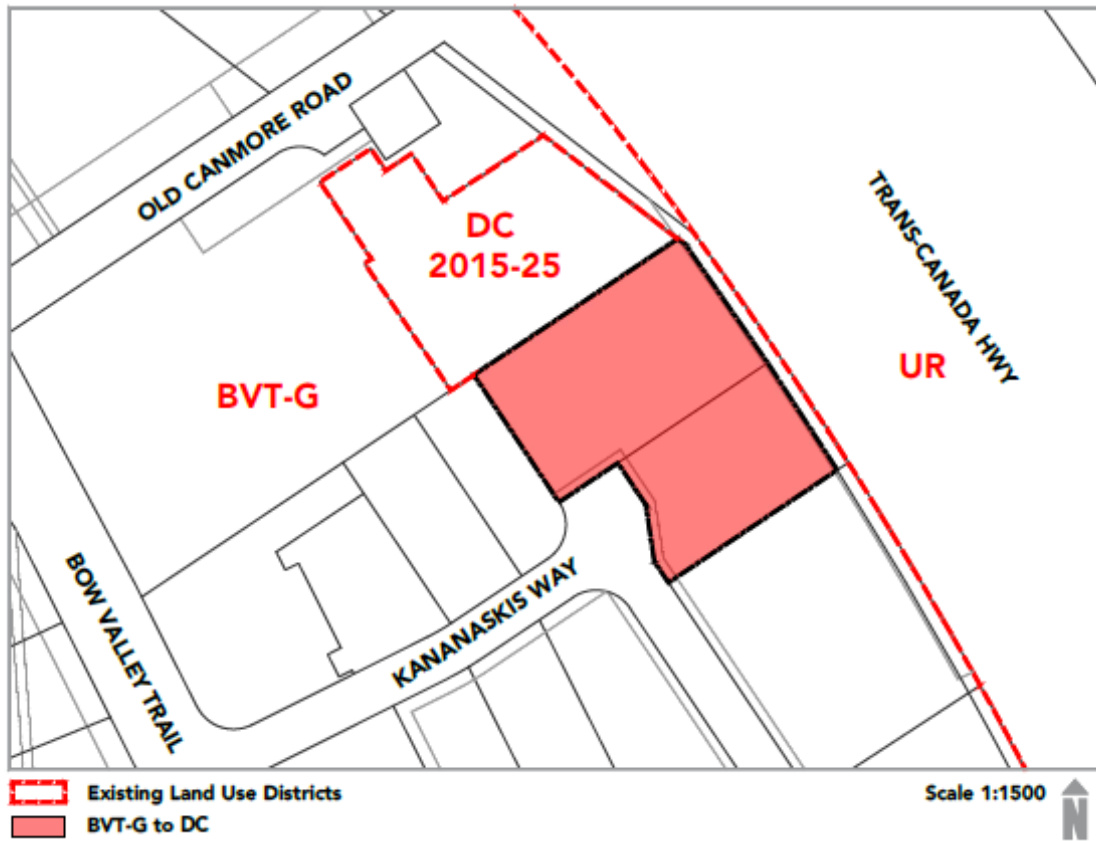 OLD CANMORE ROAD
DC
2015-25
TRANS-CANADA HWY
UR
BVT-G
BOW VALLEY TRAIL
KANANASKIS WAY
Existing Land Use Districts
Scale 1:1500
N
BVT-G to DC